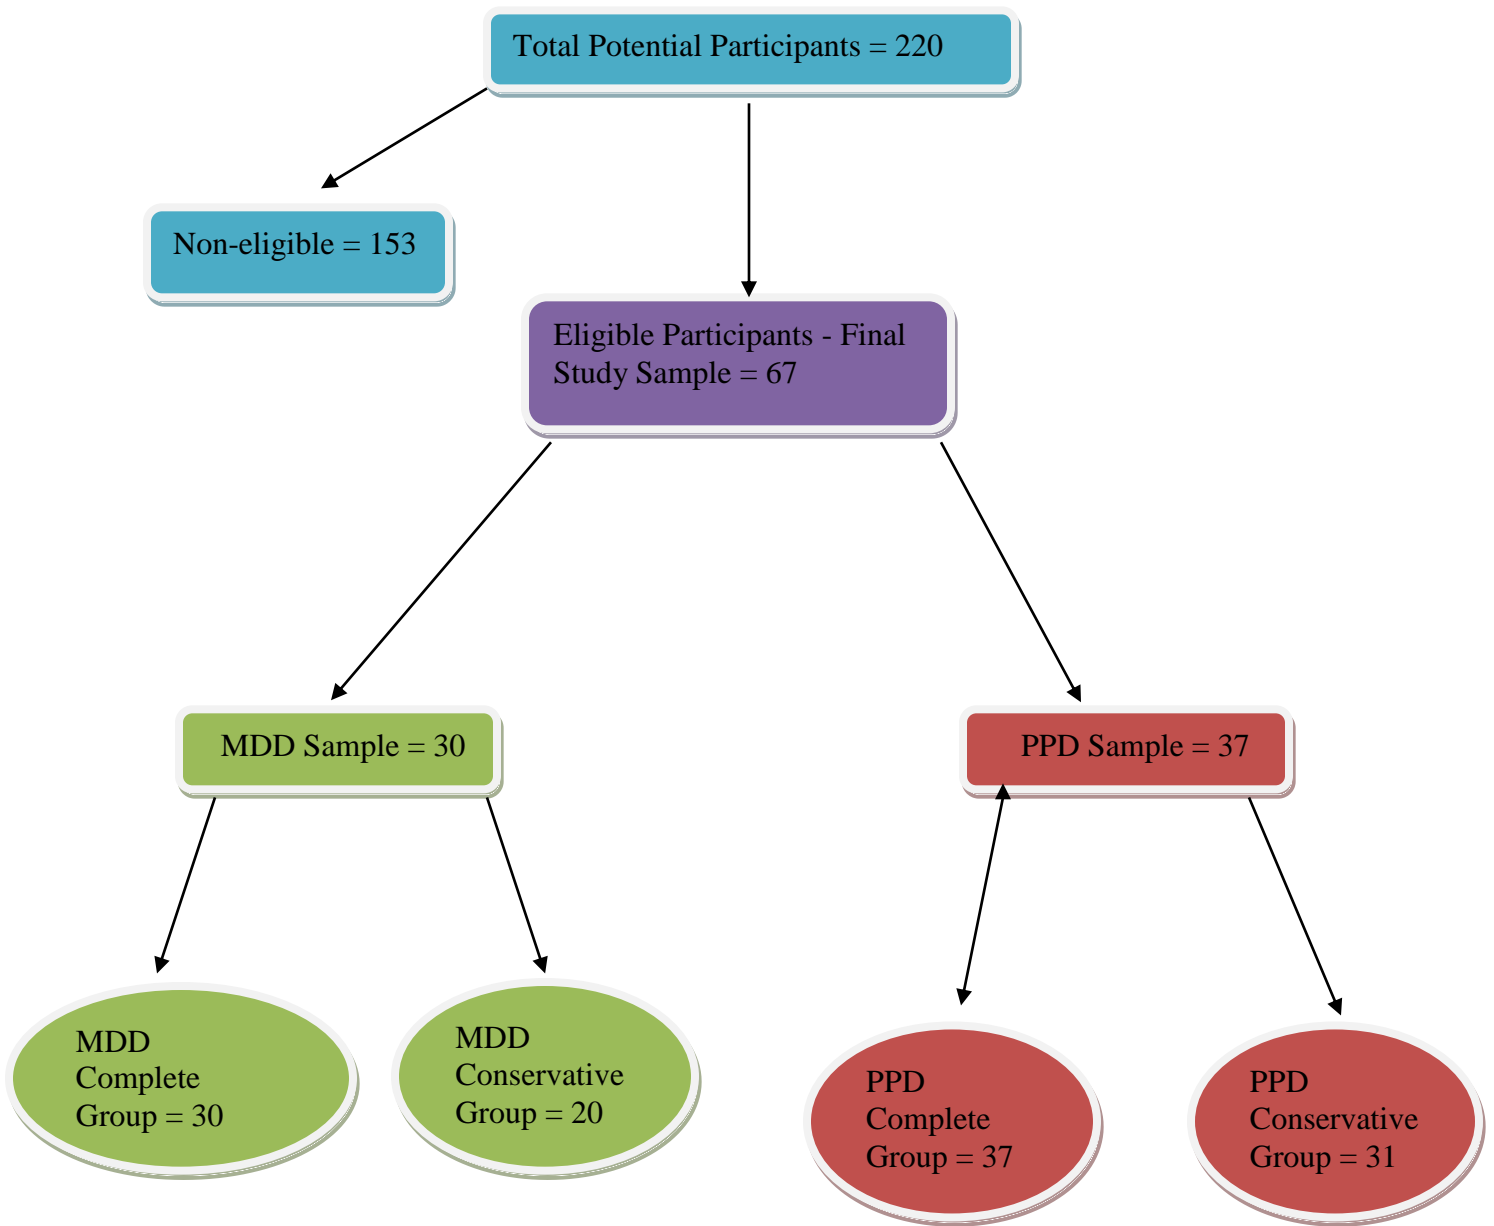 Total Potential Participants = 220
Non-eligible = 153
Eligible Participants - Final
Study Sample = 67
MDD Sample = 30
PPD Sample = 37
MDD
Complete
Group = 30
MDD
Conservative
Group = 20
PPD
Complete
Group = 37
PPD
Conservative
Group = 31